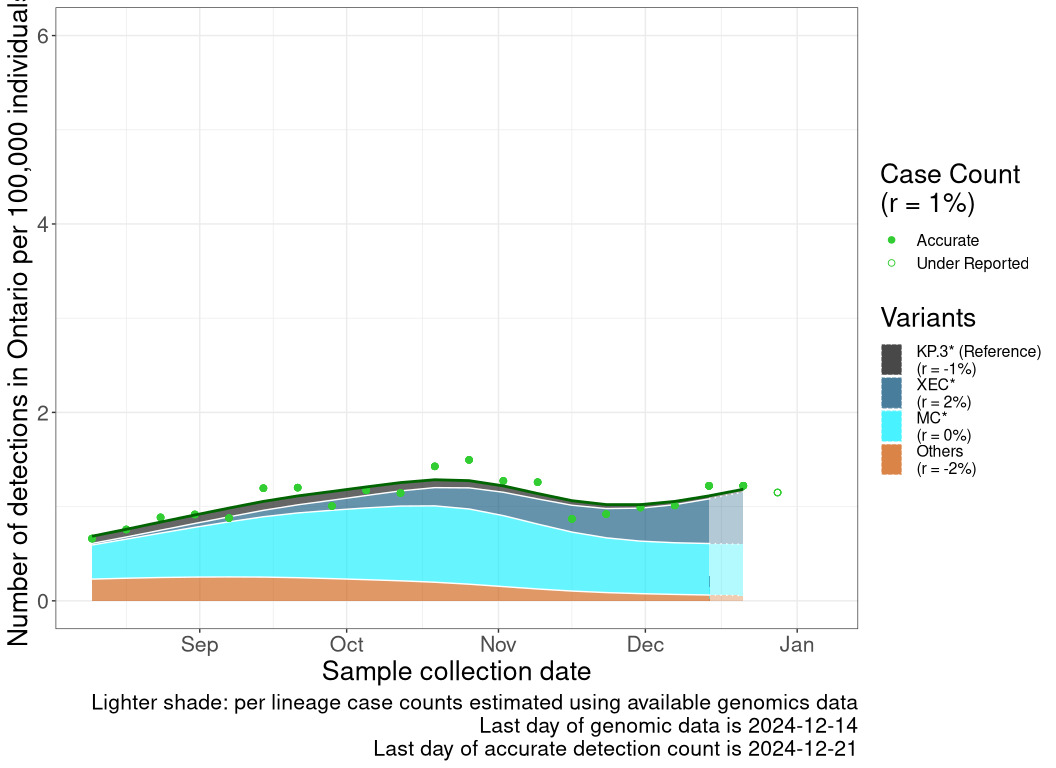 Number of detections in Ontario per 100,000 individuals
6
4
2
0
Sep Oct Nov Dec Jan
Sample collection date
Lighter shade: per lineage case counts estimated using available genomics data
Last day of genomic data is 2024-12-14
Last day of accurate detection count is 2024-12-21
Case Count
(r = 1%)
Accurate
Under Reported
Variants
KP.3* (Reference)
(r = -1%)
XEC*
(r = 2%)
MC*
(r = 0%)
Others
(r = -2%)